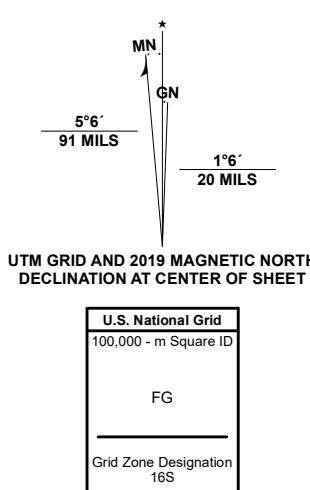 MN
GN
5°6´
91 MILS
1°6´
20 MILS
UTM GRID AND 2019 MAGNETIC NORTH
DECLINATION AT CENTER OF SHEET
U.S. National Grid
100,000 - m Square ID
FG
Grid Zone Designation
16S